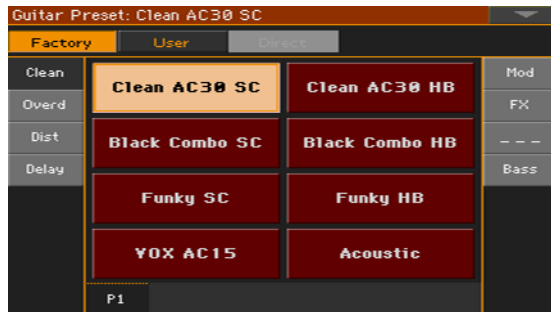 Guitar Preset: Clean AC30 SC
Factory User Direct
Clean
Overd
Dist
Delay
Clean AC30 SC
Clean AC30 HB
Black Combo SC
Black Combo HB
Funky SC
Funky HB
VOX AC15
Acoustic
Mod
FX
---
Bass
P1